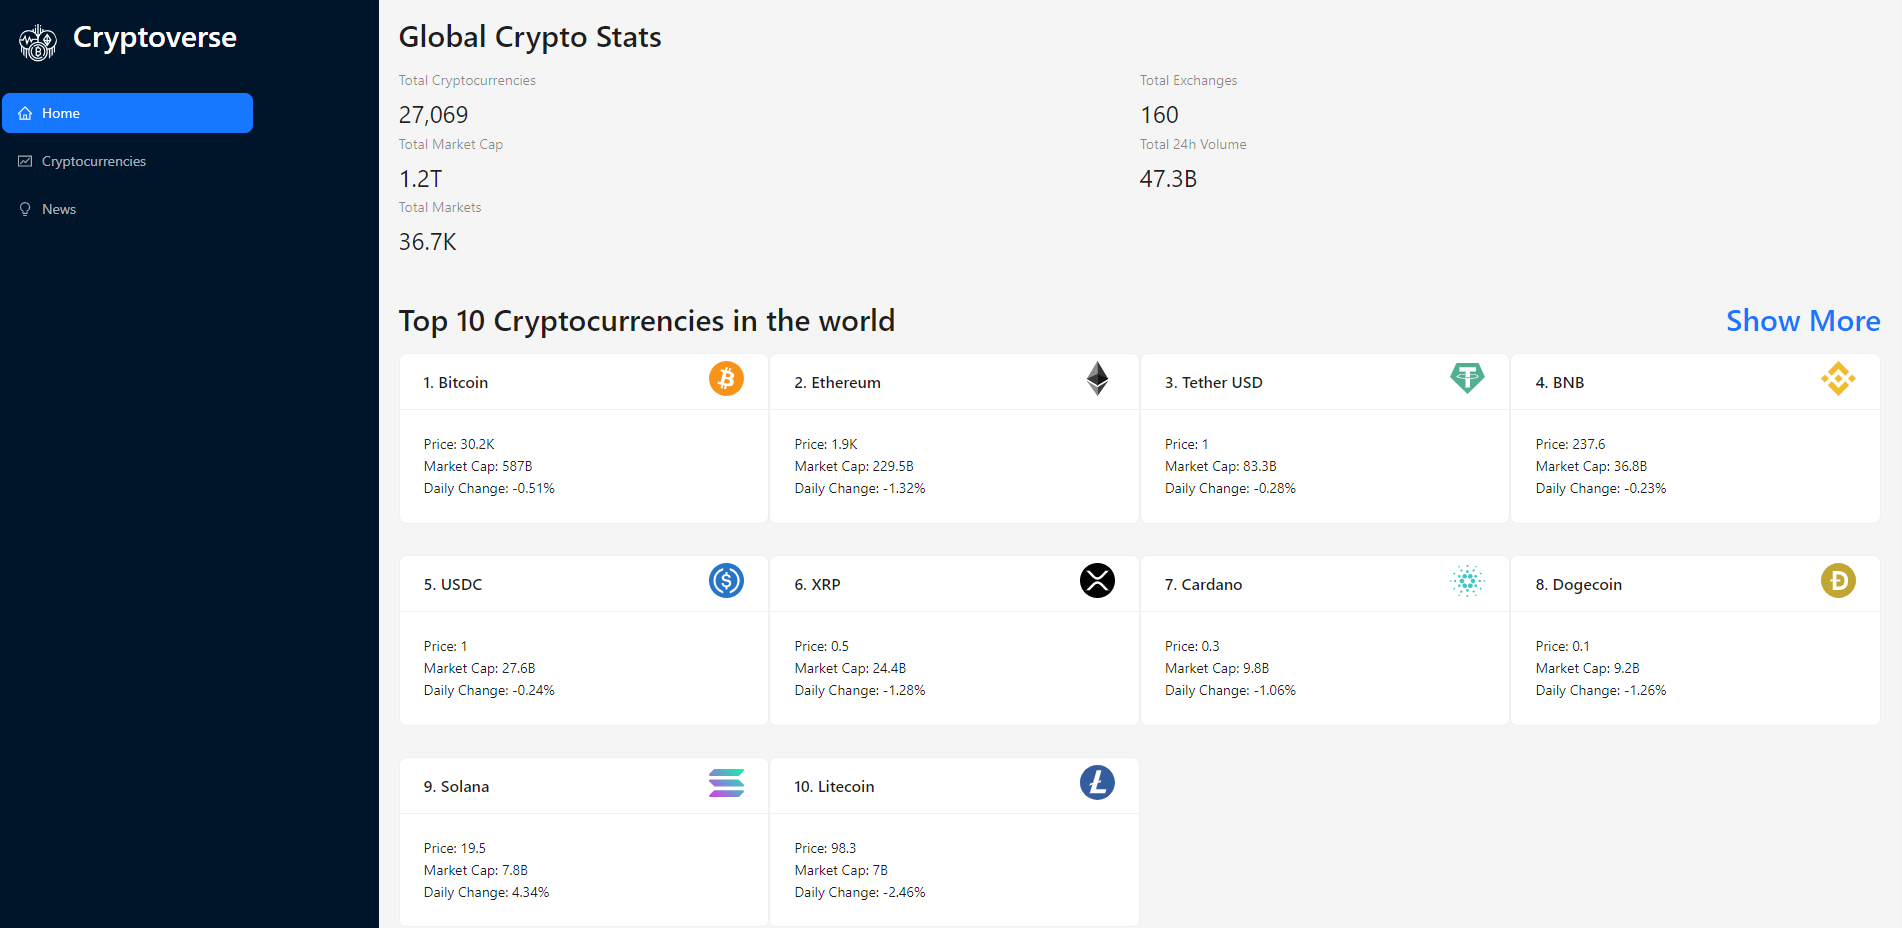 Cryptoverse
Home
Cryptocurrencies
News
Global Crypto Stats
Total Cryptocurrencies
27,069
Total Exchanges
160
Total Market Cap
1.2T
Total 24h Volume
47.3B
Total Markets
36.7K
Top 10 Cryptocurrencies in the world
Show More
1. Bitcoin
Price: 30.2K
Market Cap: 587B
Daily Change: -0.51%
2. Ethereum
Price: 1.9K
Market Cap: 229.5B
Daily Change: -1.32%
3. Tether USD
Price: 1
Market Cap: 83.3B
Daily Change: -0.28%
4. BNB
Price: 237.6
Market Cap: 36.8B
Daily Change: -0.23%
5. USDC
Price: 1
Market Cap: 27.6B
Daily Change: -0.24%
6. XRP
Price: 0.5
Market Cap: 24.4B
Daily Change: -1.28%
7. Cardano
Price: 0.3
Market Cap: 9.8B
Daily Change: -1.06%
8. Dogecoin
Price: 0.1
Market Cap: 9.2B
Daily Change: -1.26%
9. Solana
Price: 19.5
Market Cap: 7.8B
Daily Change: 4.34%
10. Litecoin
Price: 98.3
Market Cap: 7B
Daily Change: -2.46%